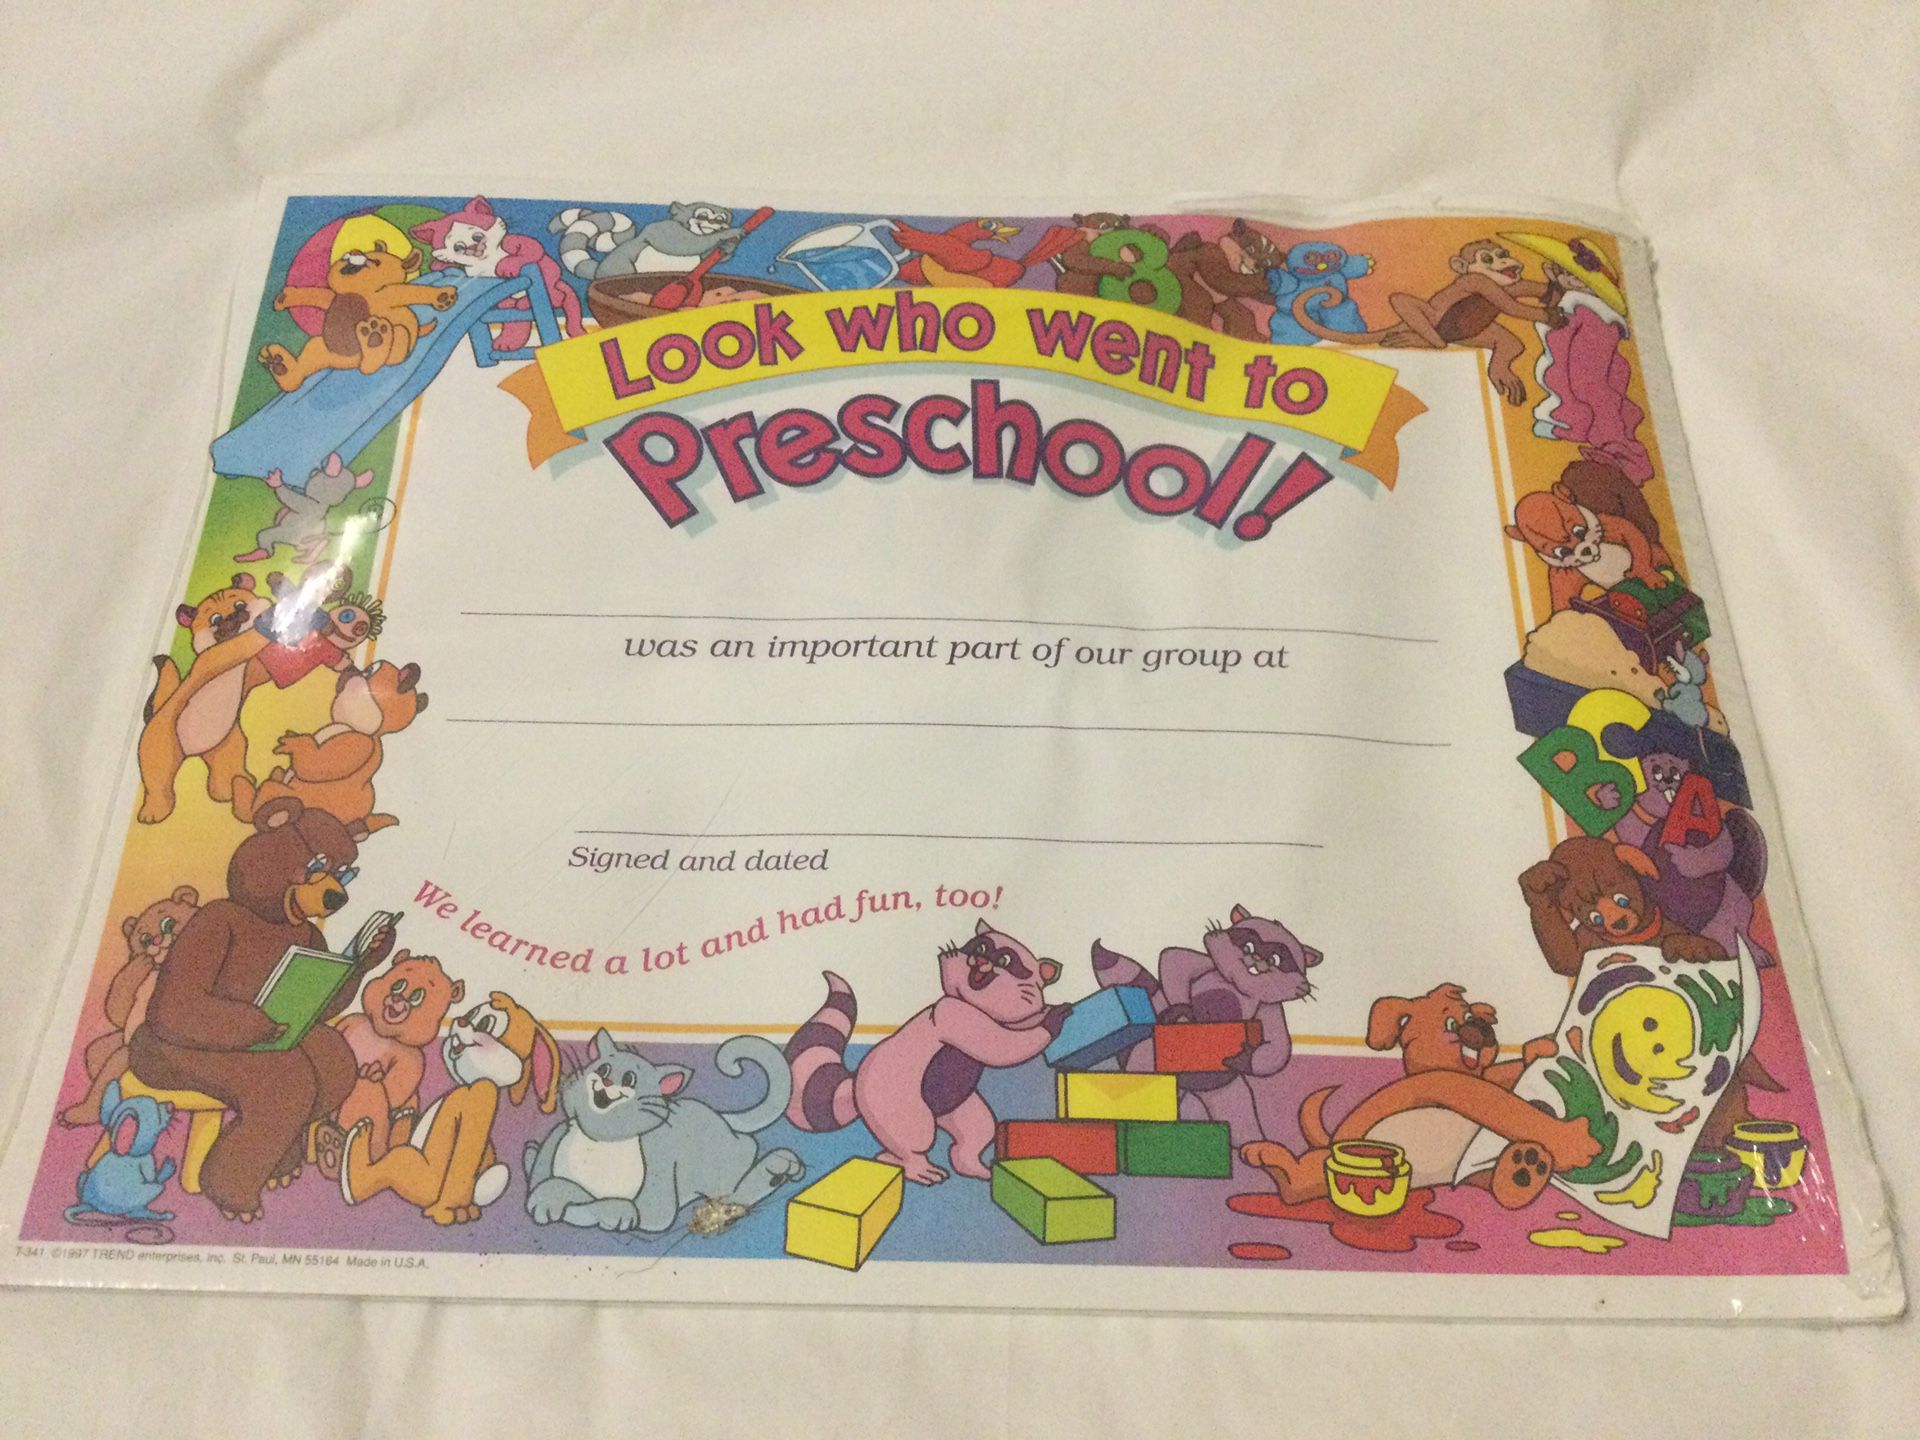 Look who went to
Preschool!
3
was an important part of our group at
B C A
Signed and dated
We learned a lot and had fun, too!
T-341 ©1997 TREND enterprises, Inc. St. Paul, MN 55164 Made in U.S.A.